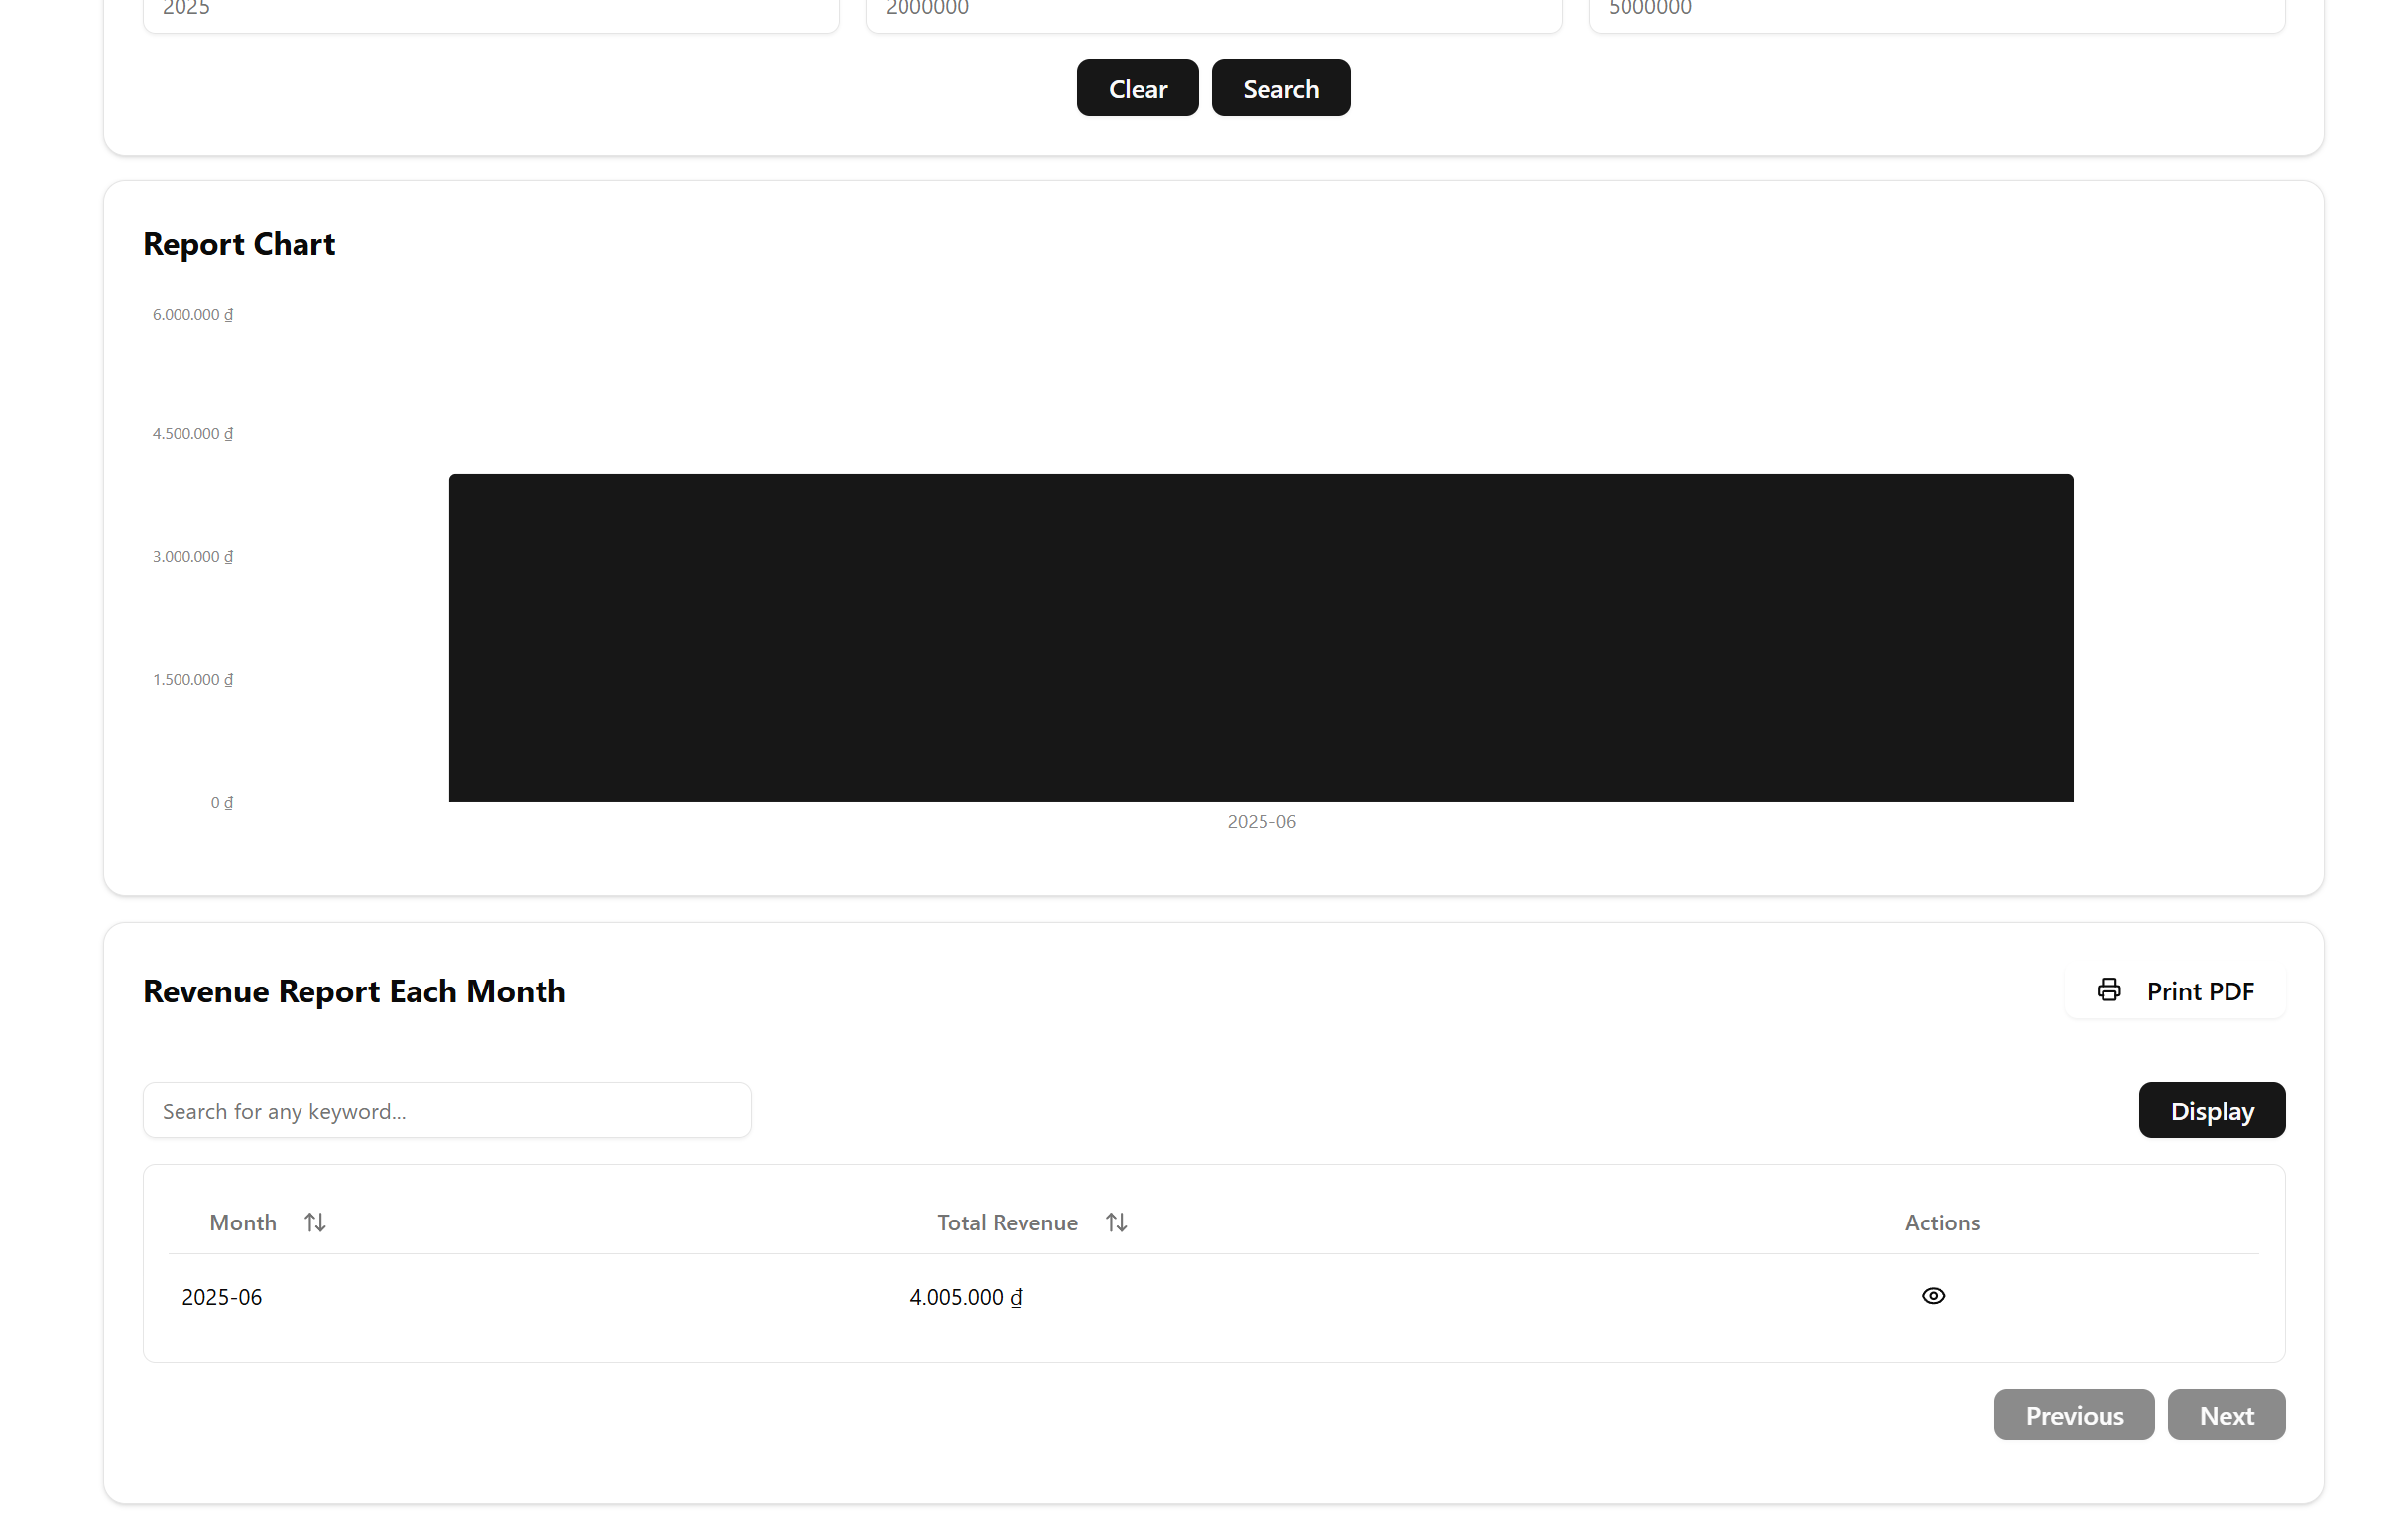 2025 2000000 5000000
Clear Search
Report Chart
6.000.000 ₫
4.500.000 ₫
3.000.000 ₫
1.500.000 ₫
0 ₫
2025-06
Revenue Report Each Month
Print PDF
Search for any keyword...
Display
Month Total Revenue Actions
2025-06 4.005.000 ₫
Previous Next